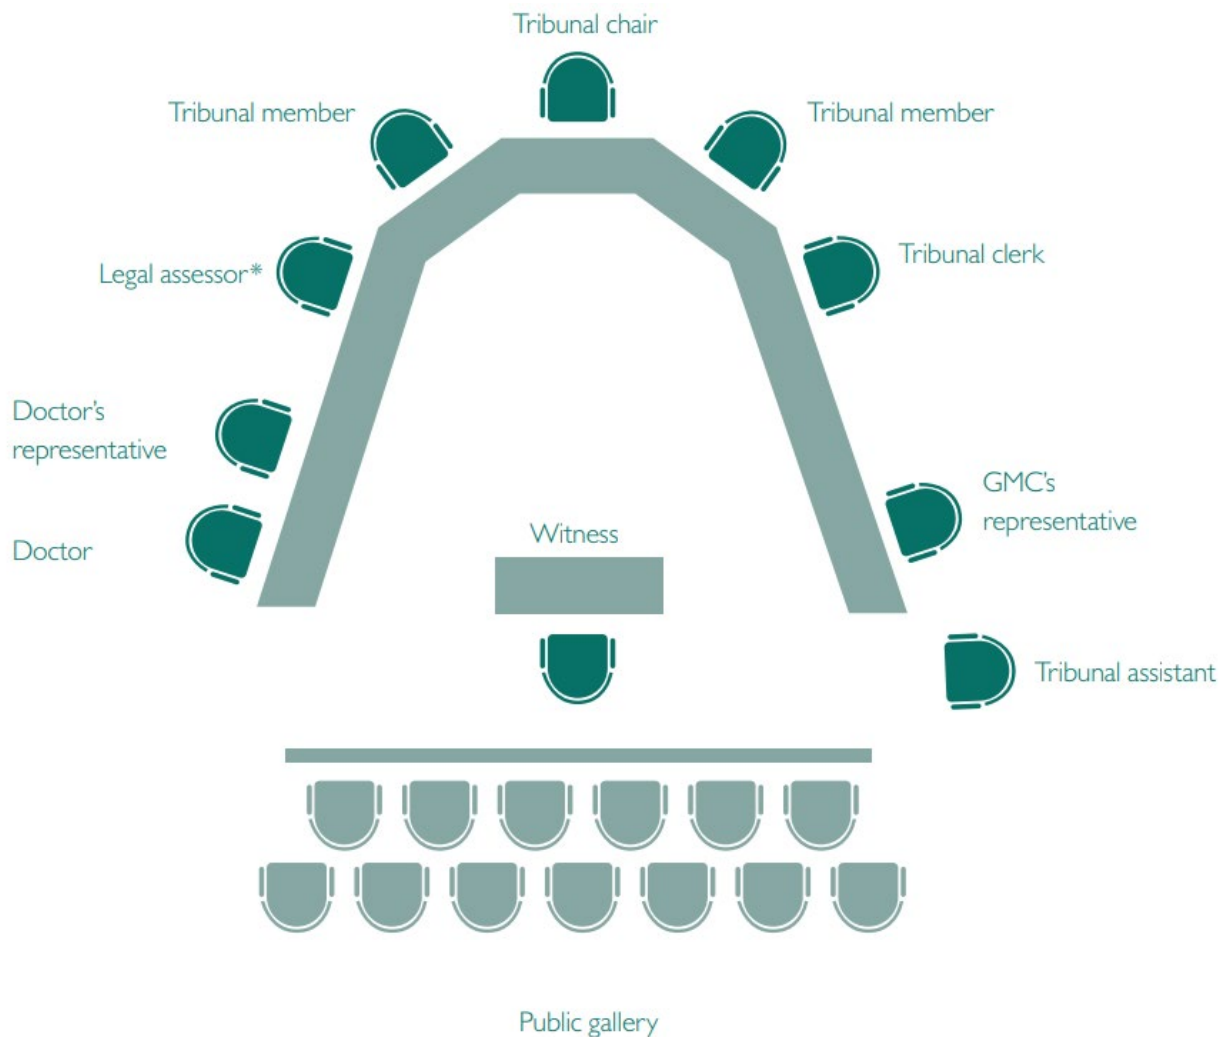 Tribunal chair
Tribunal member
Tribunal member
Legal assessor*
Tribunal clerk
Doctor's
representative
GMC's
representative
Doctor
Witness
Tribunal assistant
Public gallery